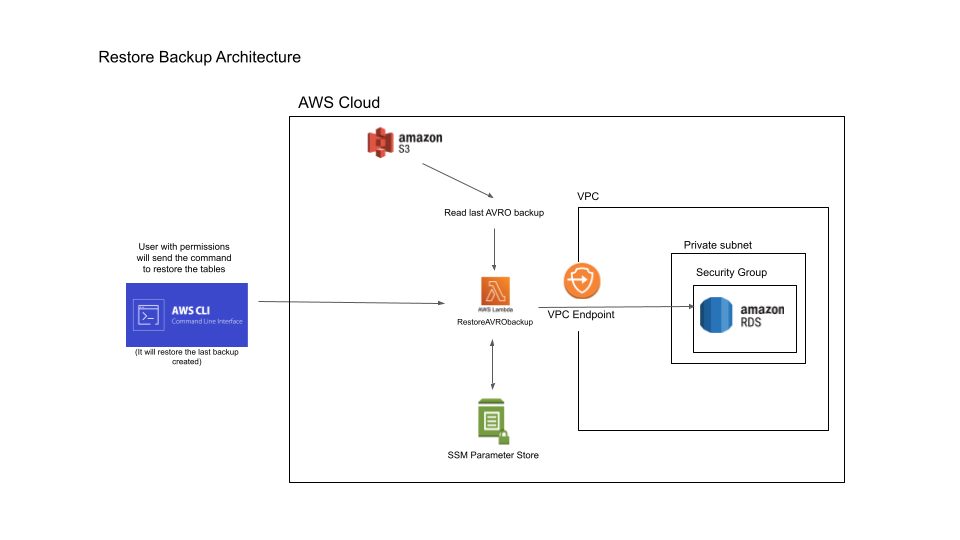 Restore Backup Architecture
AWS Cloud
amazon
S3
Read last AVRO backup
VPC
Private subnet
Security Group
amazon
RDS
User with permissions
will send the command
to restore the tables
AWS CLI
Command Line Interface
(It will restore the last backup
created)
AWS Lambda
RestoreAVRObackup
VPC Endpoint
SSM Parameter Store